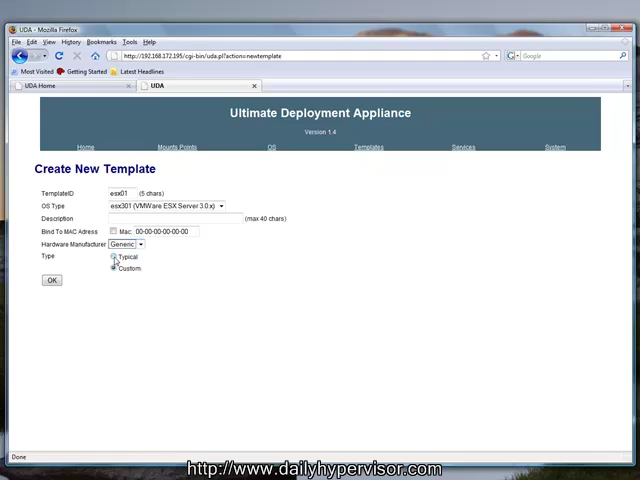 UDA - Mozilla Firefox
File Edit View History Bookmarks Tools Help
http://192.168.172.195/cgi-bin/uda.pl?action=newtemplate
Google
Most Visited Getting Started Latest Headlines
UDA Home UDA
Ultimate Deployment Appliance
Version 1.4
Home Mounts Points OS Templates Services System
Create New Template
TemplateID esx01 (5 chars)
OS Type esx301 (VMWare ESX Server 3.0.x)
Description (max 40 chars)
Bind To MAC Adress Mac: 00-00-00-00-00-00
Hardware Manufacturer Generic
Type Typical
Custom
OK
Done
http://www.dailyhypervisor.com